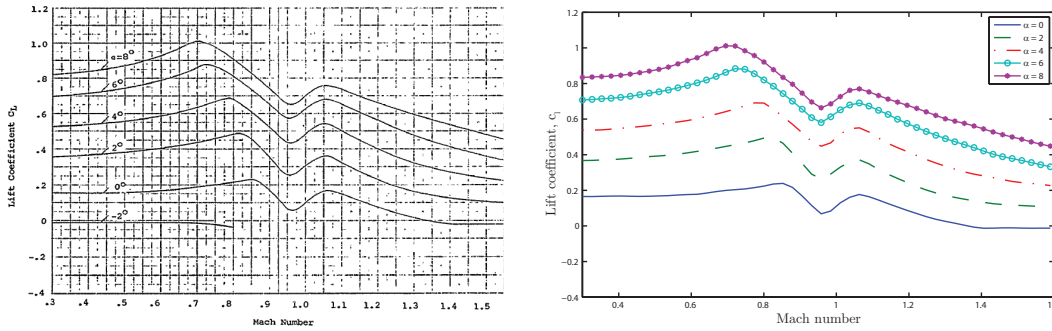 1.2
1.0
.8
.6
.4
.2
0
-.2
-.4
Lift Coefficient CL
α=8°
6°
4°
2°
0°
-2°
.3 .4 .5 .6 .7 .8 .9 1.0 1.1 1.2 1.3 1.4 1.5
Mach Number
1.2
1
0.8
0.6
0.4
0.2
0
−0.2
−0.4
Lift coefficient, cl
α = 0
α = 2
α = 4
α = 6
α = 8
0.4 0.6 0.8 1 1.2 1.4
Mach number